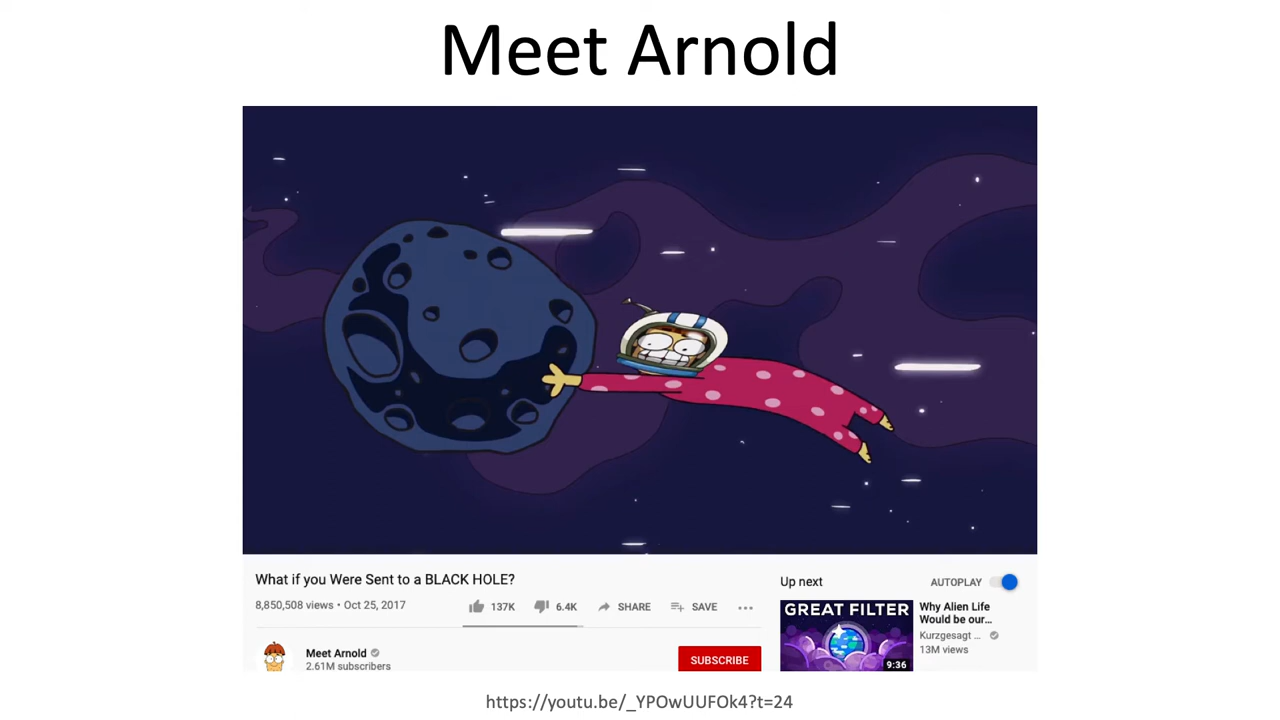 Meet Arnold
What if you Were Sent to a BLACK HOLE?
8,850,508 views • Oct 25, 2017
137K
6.4K
SHARE
SAVE
Meet Arnold
2.61M subscribers
SUBSCRIBE
Up next
AUTOPLAY
GREAT FILTER
9:36
Why Alien Life
Would be our...
Kurzgesagt ...
13M views
https://youtu.be/_YPOwUUFOk4?t=24